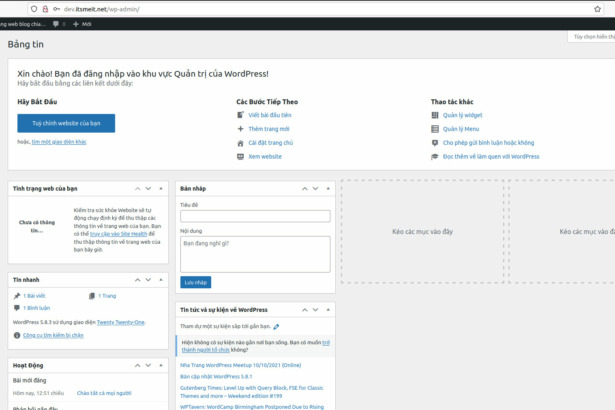 dev.itsmeit.net/wp-admin/
ng web blog chia… 0 Mới
Tùy chọn hiển thị
Bảng tin
Xin chào! Bạn đã đăng nhập vào khu vực Quản trị của WordPress!
Hãy bắt đầu bằng các liên kết dưới đây:
Hãy Bắt Đầu
Tuỳ chỉnh website của bạn
hoặc, tìm một giao diện khác
Các Bước Tiếp Theo
Viết bài đầu tiên
Thêm trang mới
Cài đặt trang chủ
Xem website
Thao tác khác
Quản lý widget
Quản lý Menu
Cho phép gửi bình luận hoặc không
Đọc thêm về làm quen với WordPress
Tình trạng web của bạn
Chưa có thông
tin…
Kiểm tra sức khỏe Website sẽ tự
động chạy định kỳ để thu thập các
thông tin về trang web của bạn. Bạn
có thể truy cập vào Site Health để
thu thập thông tin về trang web của
bạn bây giờ.
Tin nhanh
1 Bài viết
1 Trang
1 Bình luận
WordPress 5.8.3 sử dụng giao diện Twenty Twenty-One.
Công cụ tìm kiếm bị chặn
Hoạt Động
Bài mới đăng
Hôm nay, 12:51 chiều Chào tất cả mọi người!
Phản hồi gần đây
Bản nháp
Tiêu đề
Nội dung
Bạn đang nghĩ gì?
Lưu nháp
Tin tức và sự kiện về WordPress
Tham dự một sự kiện sắp tới gần bạn.
Hiện không có sự kiện nào gần nơi bạn sống. Bạn có muốn trở
thành người tổ chức không?
Nha Trang WordPress Meetup 10/10/2021 (Online)
Bản cập nhật WordPress 5.8.1
Gutenberg Times: Level Up with Query Block, FSE for Classic
Themes and more – Weekend edition #199
WPTavern: WordCamp Birmingham Postponed Due to Rising
Kéo các mục vào đây
Kéo các mục vào đâ